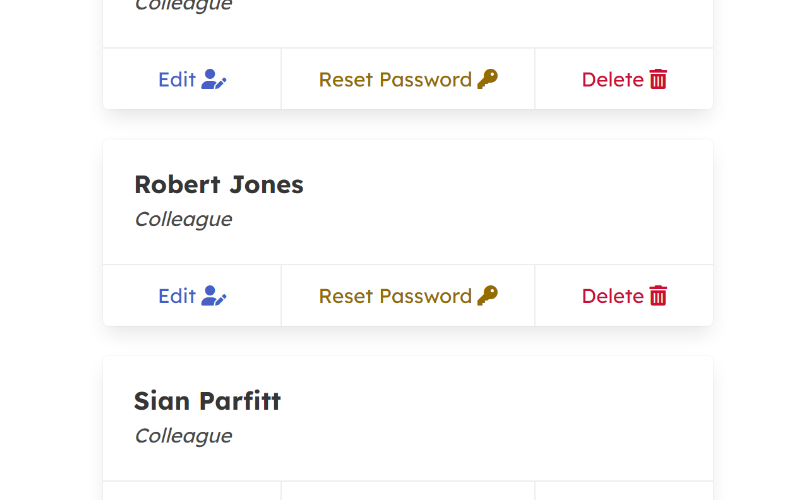 Colleague
Edit Reset Password Delete
Robert Jones
Colleague
Edit Reset Password Delete
Sian Parfitt
Colleague